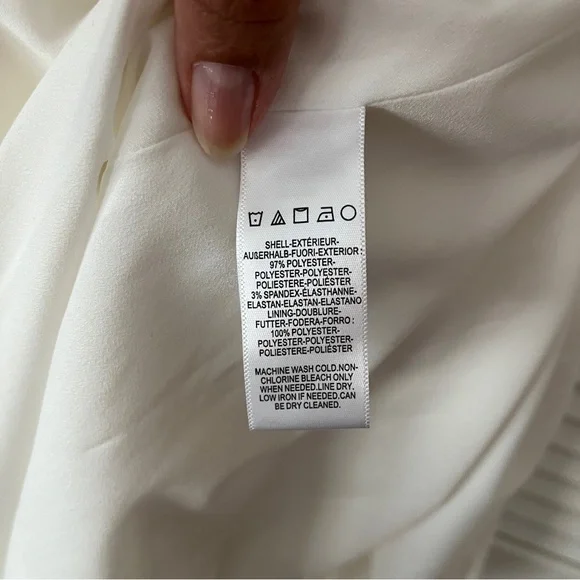 SHELL-EXTÉRIEUR-
AUßERHALB-FUORI-EXTERIOR:
97% POLYESTER-
POLYESTER-POLYESTER-
POLIESTERE-POLIÉSTER
3% SPANDEX-ÉLASTHANNE-
ELASTAN-ELASTAN-ELASTANO
LINING-DOUBLURE-
FUTTER-FODERA-FORRO:
100% POLYESTER-
POLYESTER-POLYESTER-
POLIESTERE-POLIÉSTER
MACHINE WASH COLD.NON-
CHLORINE BLEACH ONLY
WHEN NEEDED.LINE DRY.
LOW IRON IF NEEDED.CAN
BE DRY CLEANED.